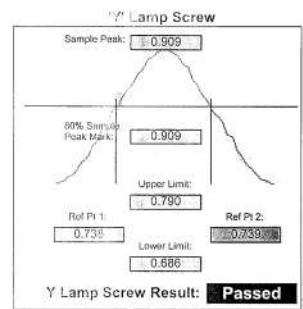 'Y' Lamp Screw
Sample Peak: 0.909
80% Sample
Peak Mark: 0.909
Upper Limit:
0.790
Ref Pt 1: Ref Pt 2:
0.738 0.739
Lower Limit:
0.686
Y Lamp Screw Result: Passed